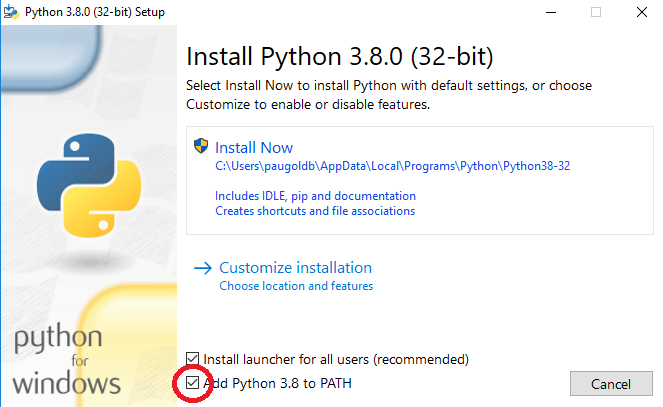 Python 3.8.0 (32-bit) Setup
Install Python 3.8.0 (32-bit)
Select Install Now to install Python with default settings, or choose
Customize to enable or disable features.
Install Now
C:\Users\paugoldb\AppData\Local\Programs\Python\Python38-32
Includes IDLE, pip and documentation
Creates shortcuts and file associations
Customize installation
Choose location and features
python
for
windows
Install launcher for all users (recommended)
Add Python 3.8 to PATH
Cancel